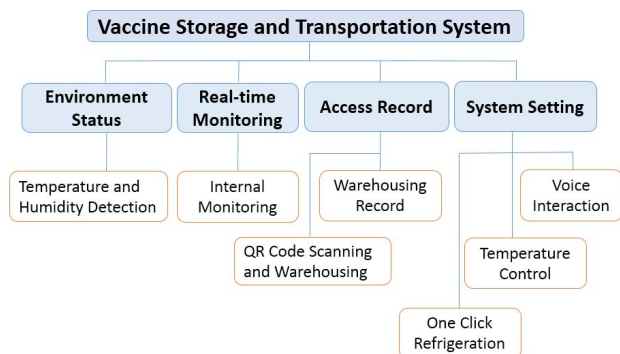 Vaccine Storage and Transportation System
Environment
Status
Real-time
Monitoring
Access Record
System Setting
Temperature and
Humidity Detection
Internal
Monitoring
Warehousing
Record
Voice
Interaction
QR Code Scanning
and Warehousing
Temperature
Control
One Click
Refrigeration